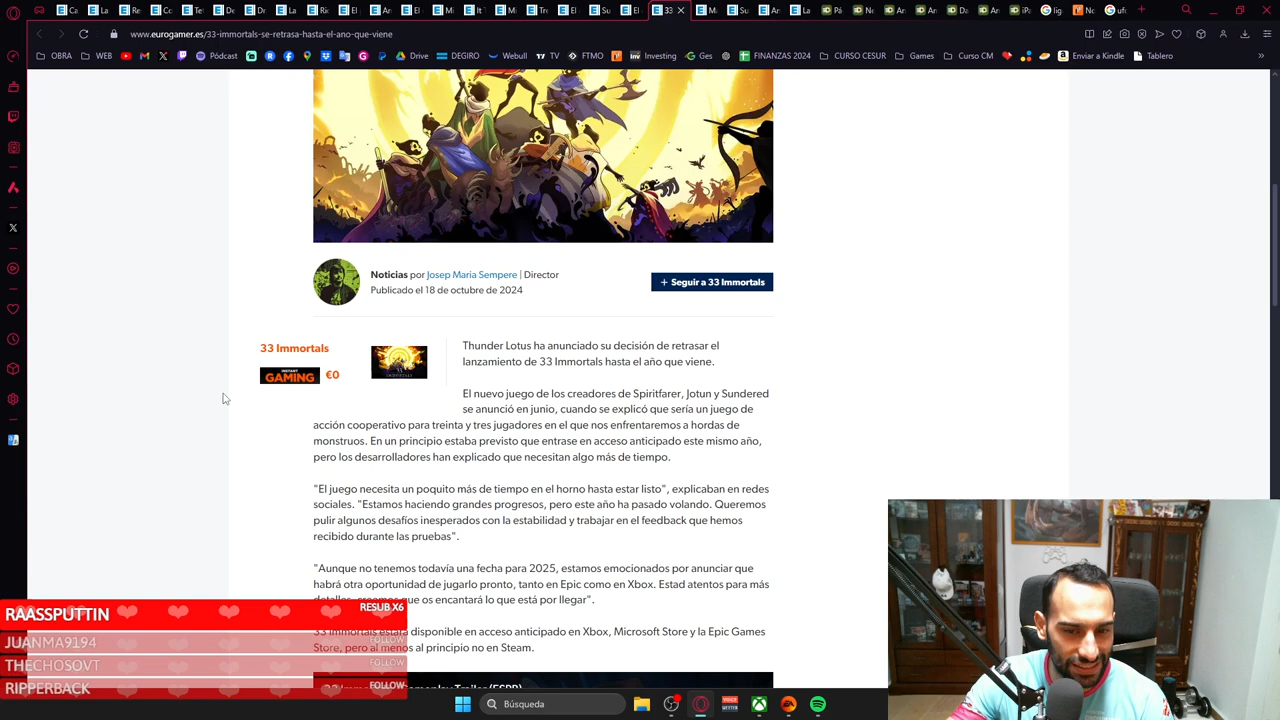 www.eurogamer.es/33-inmortals-se-retrasa-hasta-el-ano-que-viene
OBRA
WEB
Pódcast
Drive
DEGIRO
Webull
TV
FTMO
Investing
Ges
FINANZAS 2024
CURSO CESUR
Games
Curso CM
Enviar a Kindle
Tablero
Noticias por Josep Maria Sempere | Director
Publicado el 18 de octubre de 2024
+ Seguir a 33 Immortals
33 Immortals
INSTANT GAMING €0
Thunder Lotus ha anunciado su decisión de retrasar el
lanzamiento de 33 Immortals hasta el año que viene.
El nuevo juego de los creadores de Spiritfarer, Jotun y Sundered
se anunció en junio, cuando se explicó que sería un juego de
acción cooperativo para treinta y tres jugadores en el que nos enfrentaremos a hordas de
monstruos. En un principio estaba previsto que entrase en acceso anticipado este mismo año,
pero los desarrolladores han explicado que necesitan algo más de tiempo.
"El juego necesita un poquito más de tiempo en el horno hasta estar listo", explicaban en redes
sociales. "Estamos haciendo grandes progresos, pero este año ha pasado volando. Queremos
pulir algunos desafíos inesperados con la estabilidad y trabajar en el feedback que hemos
recibido durante las pruebas".
"Aunque no tenemos todavía una fecha para 2025, estamos emocionados por anunciar que
habrá otra oportunidad de jugarlo pronto, tanto en Epic como en Xbox. Estad atentos para más
detalles, creemos que os encantará lo que está por llegar".
33 Immortals estará disponible en acceso anticipado en Xbox, Microsoft Store y la Epic Games
Store, pero al menos al principio no en Steam.
RAASSPUTTIN RESUB X6
JUANMA9194 FOLLOW
THECHOSOVT FOLLOW
RIPPERBACK FOLLOW
Búsqueda